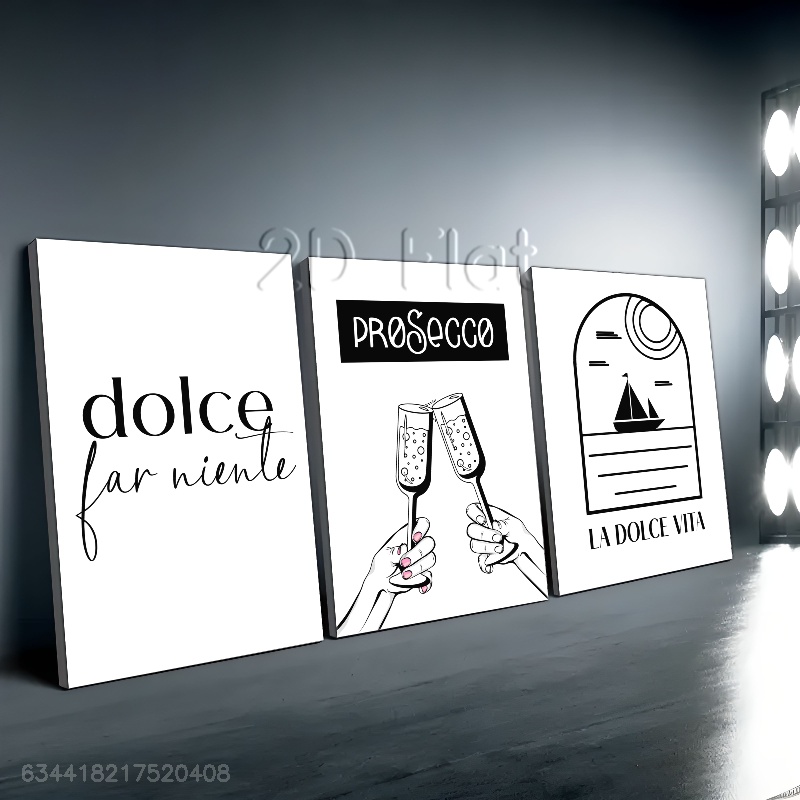 2D Flat
dolce
far niente
PROSECCO
LA DOLCE VITA
634418217520408